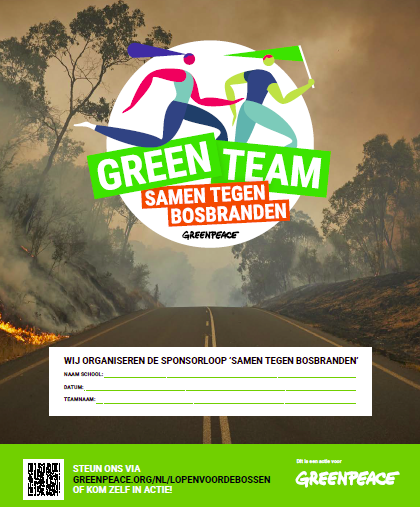 GREEN TEAM
SAMEN TEGEN
BOSBRANDEN
GREENPEACE
WIJ ORGANISEREN DE SPONSORLOOP 'SAMEN TEGEN BOSBRANDEN'
NAAM SCHOOL:
DATUM:
TEAMNAAM:
STEUN ONS VIA
GREENPEACE.ORG/NL/LOPENVOORDEBOSSEN
OF KOM ZELF IN ACTIE!
Dit is een actie voor
GREENPEACE